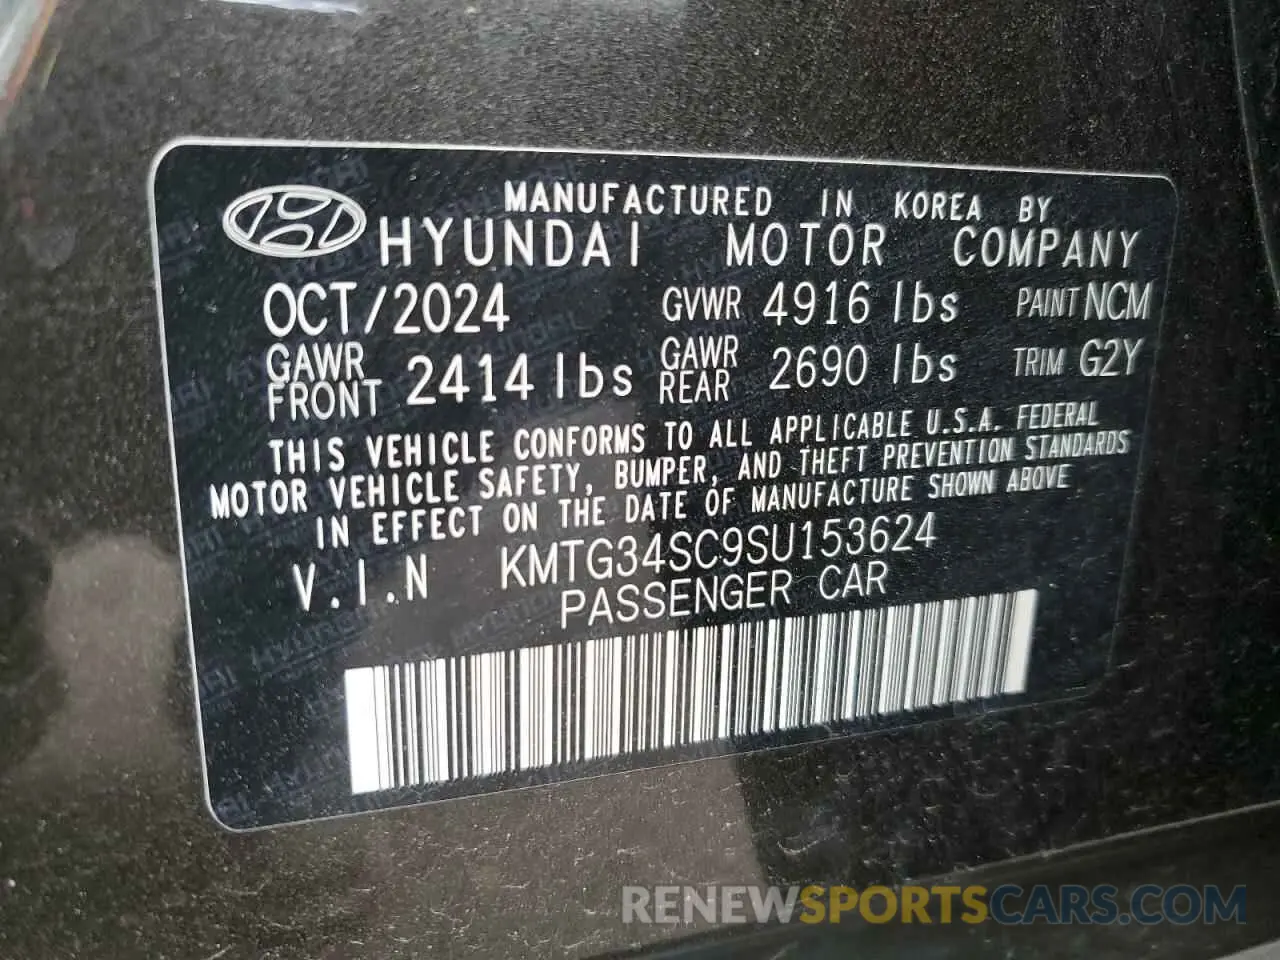 MANUFACTURED IN KOREA BY
HYUNDAI MOTOR COMPANY
OCT/2024 GVWR 4916 lbs PAINT NCM
GAWR FRONT 2414 lbs GAWR REAR 2690 lbs TRIM G2Y
THIS VEHICLE CONFORMS TO ALL APPLICABLE U.S.A. FEDERAL
MOTOR VEHICLE SAFETY, BUMPER, AND THEFT PREVENTION STANDARDS
IN EFFECT ON THE DATE OF MANUFACTURE SHOWN ABOVE
V.I.N KMTG34SC9SU153624
PASSENGER CAR
RENEWSPORTSCARS.COM